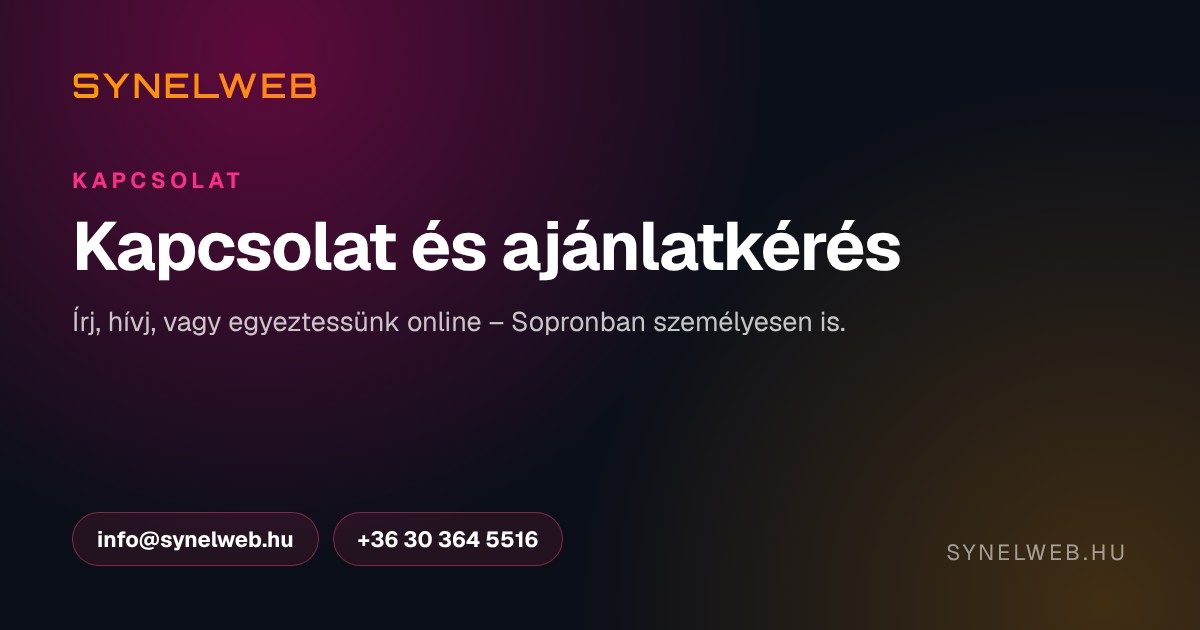 SYNELWEB
KAPCSOLAT
Kapcsolat és ajánlatkérés
Írj, hívj, vagy egyeztessünk online – Sopronban személyesen is.
info@synelweb.hu
+36 30 364 5516
SYNELWEB.HU